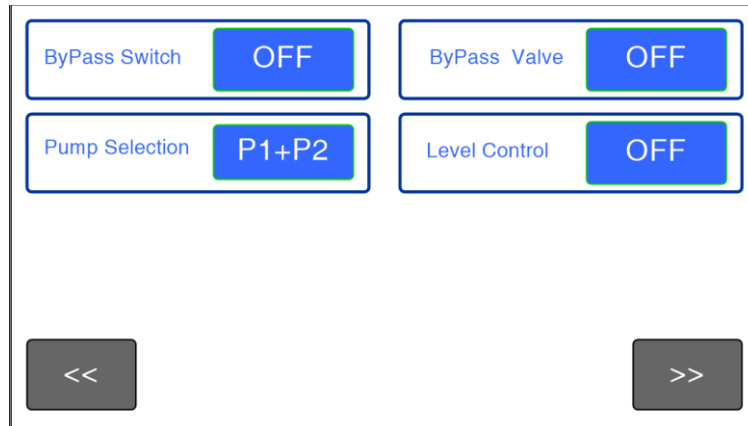 ByPass Switch OFF
ByPass Valve OFF
Pump Selection P1+P2
Level Control OFF
<<
>>